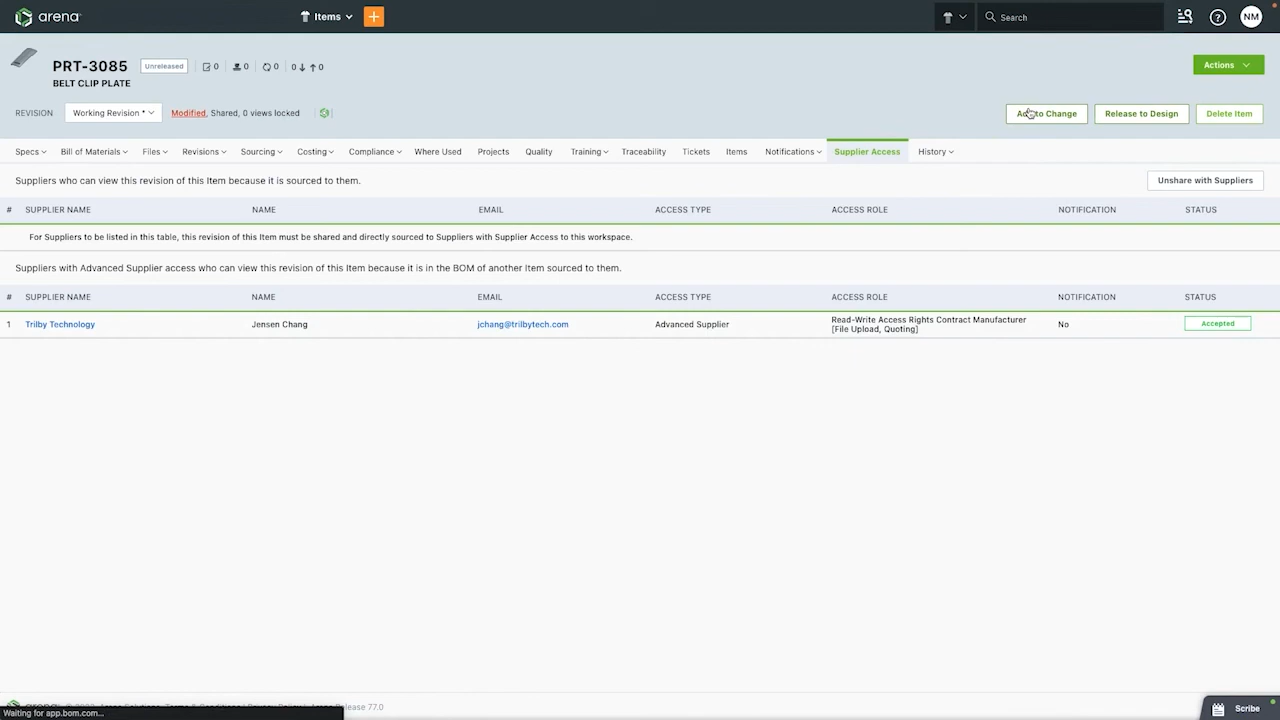 arena
Items
Search
NM
PRT-3085
Unreleased
0
0
0
0
0
BELT CLIP PLATE
Actions
REVISION
Working Revision *
Modified, Shared, 0 views locked
Add to Change
Release to Design
Delete Item
Specs
Bill of Materials
Files
Revisions
Sourcing
Costing
Compliance
Where Used
Projects
Quality
Training
Traceability
Tickets
Items
Notifications
Supplier Access
History
Suppliers who can view this revision of this Item because it is sourced to them.
Unshare with Suppliers
# SUPPLIER NAME NAME EMAIL ACCESS TYPE ACCESS ROLE NOTIFICATION STATUS
For Suppliers to be listed in this table, this revision of this Item must be shared and directly sourced to Suppliers with Supplier Access to this workspace.
Suppliers with Advanced Supplier access who can view this revision of this Item because it is in the BOM of another Item sourced to them.
# SUPPLIER NAME NAME EMAIL ACCESS TYPE ACCESS ROLE NOTIFICATION STATUS
1 Trilby Technology Jensen Chang jchang@trilbytech.com Advanced Supplier Read-Write Access Rights Contract Manufacturer
[File Upload, Quoting] No Accepted
Release 77.0
Waiting for app.bom.com...
Scribe